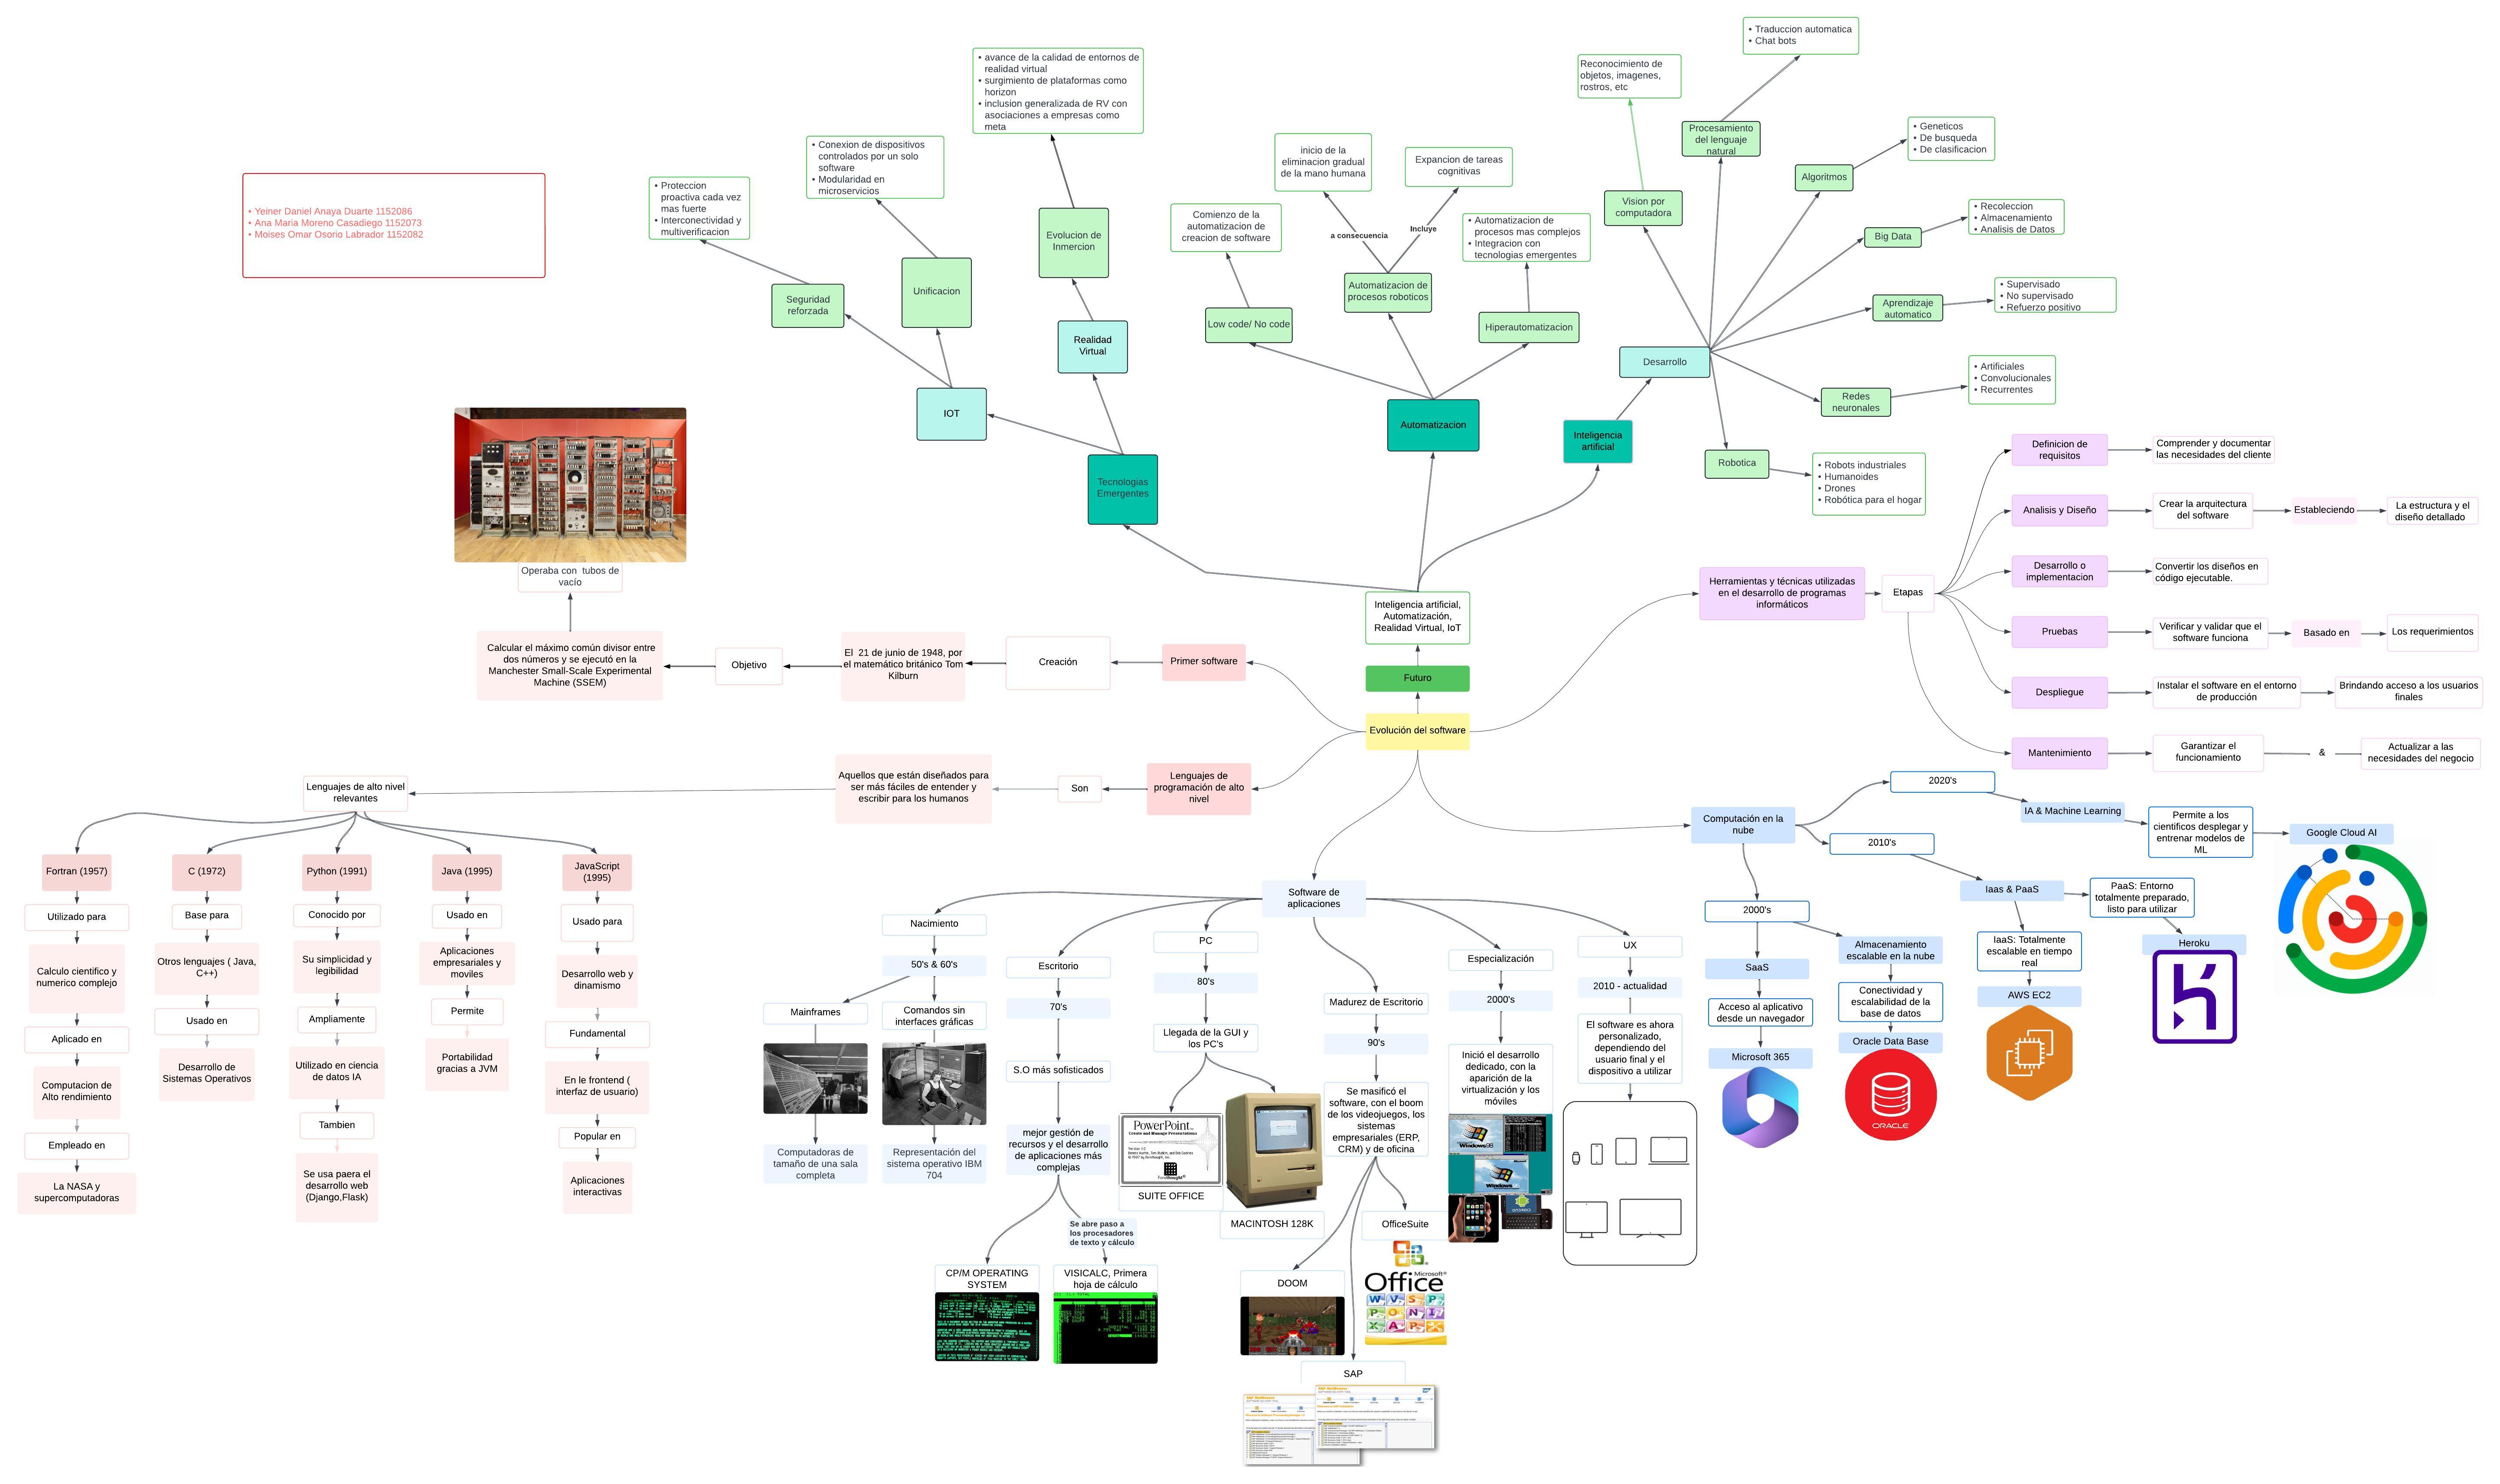 • Yeiner Daniel Anaya Duarte 1152086
• Ana Maria Moreno Casadiego 1152073
• Moises Omar Osorio Labrador 1152082
• Proteccion
proactiva cada vez
mas fuerte
• Interconectividad y
multiverificacion
• Conexion de dispositivos
controlados por un solo
software
• Modularidad en
microservicios
• avance de la calidad de entornos de
realidad virtual
• surgimiento de plataformas como
horizon
• inclusion generalizada de RV con
asociaciones a empresas como
meta
Seguridad
reforzada
Unificacion
Evolucion de
Inmercion
IOT
Realidad
Virtual
Tecnologias
Emergentes
Comienzo de la
automatizacion de
creacion de software
inicio de la
eliminacion gradual
de la mano humana
Expancion de tareas
cognitivas
a consecuencia
Incluye
• Automatizacion de
procesos mas complejos
• Integracion con
tecnologias emergentes
Low code/ No code
Automatizacion de
procesos roboticos
Hiperautomatizacion
Automatizacion
Reconocimiento de
objetos, imagenes,
rostros, etc
• Traduccion automatica
• Chat bots
Procesamiento
del lenguaje
natural
Vision por
computadora
Algoritmos
• Geneticos
• De busqueda
• De clasificacion
Big Data
• Recoleccion
• Almacenamiento
• Analisis de Datos
Aprendizaje
automatico
• Supervisado
• No supervisado
• Refuerzo positivo
Desarrollo
Redes
neuronales
• Artificiales
• Convolucionales
• Recurrentes
Robotica
• Robots industriales
• Humanoides
• Drones
• Robótica para el hogar
Inteligencia
artificial
Inteligencia artificial,
Automatización,
Realidad Virtual, IoT
Futuro
Evolución del software
Primer software
Creación
El  21 de junio de 1948, por
el matemático británico Tom
Kilburn
Objetivo
Calcular el máximo común divisor entre
dos números y se ejecutó en la
Manchester Small-Scale Experimental
Machine (SSEM)
Operaba con  tubos de
vacío
Herramientas y técnicas utilizadas
en el desarrollo de programas
informáticos
Etapas
Definicion de
requisitos
Comprender y documentar
las necesidades del cliente
Analisis y Diseño
Crear la arquitectura
del software
Estableciendo
La estructura y el
diseño detallado
Desarrollo o
implementacion
Convertir los diseños en
código ejecutable.
Pruebas
Verificar y validar que el
software funciona
Basado en
Los requerimientos
Despliegue
Instalar el software en el entorno
de producción
Brindando acceso a los usuarios
finales
Mantenimiento
Garantizar el
funcionamiento
&
Actualizar a las
necesidades del negocio
Lenguajes de
programación de alto
nivel
Son
Aquellos que están diseñados para
ser más fáciles de entender y
escribir para los humanos
Lenguajes de alto nivel
relevantes
Fortran (1957)
Utilizado para
Calculo cientifico y
numerico complejo
Aplicado en
Computacion de
Alto rendimiento
Empleado en
La NASA y
supercomputadoras
C (1972)
Base para
Otros lenguajes ( Java,
C++)
Usado en
Desarrollo de
Sistemas Operativos
Python (1991)
Conocido por
Su simplicidad y
legibilidad
Ampliamente
Utilizado en ciencia
de datos IA
Tambien
Se usa paera el
desarrollo web
(Django,Flask)
Java (1995)
Usado en
Aplicaciones
empresariales y
moviles
Permite
Portabilidad
gracias a JVM
JavaScript
(1995)
Usado para
Desarrollo web y
dinamismo
Fundamental
En le frontend (
interfaz de usuario)
Popular en
Aplicaciones
interactivas
Software de
aplicaciones
Nacimiento
50's & 60's
Mainframes
Computadoras de
tamaño de una sala
completa
Comandos sin
interfaces gráficas
Representación del
sistema operativo IBM
704
Escritorio
70's
S.O más sofisticados
mejor gestión de
recursos y el desarrollo
de aplicaciones más
complejas
Se abre paso a
los procesadores
de texto y cálculo
CP/M OPERATING
SYSTEM
VISICALC, Primera
hoja de cálculo
PC
80's
Llegada de la GUI y
los PC's
PowerPoint
Create and Manage Presentations
SUITE OFFICE
MACINTOSH 128K
Madurez de Escritorio
90's
Se masificó el
software, con el boom
de los videojuegos, los
sistemas
empresariales (ERP,
CRM) y de oficina
DOOM
SAP
OfficeSuite
Microsoft
Office
Especialización
2000's
Inició el desarrollo
dedicado, con la
aparición de la
virtualización y los
móviles
Windows 98
UX
2010 - actualidad
El software es ahora
personalizado,
dependiendo del
usuario final y el
dispositivo a utilizar
Computación en la
nube
2020's
IA & Machine Learning
Permite a los
cientificos desplegar y
entrenar modelos de
ML
Google Cloud AI
2010's
Iaas & PaaS
PaaS: Entorno
totalmente preparado,
listo para utilizar
Heroku
IaaS: Totalmente
escalable en tiempo
real
AWS EC2
2000's
SaaS
Acceso al aplicativo
desde un navegador
Microsoft 365
Almacenamiento
escalable en la nube
Conectividad y
escalabilidad de la
base de datos
Oracle Data Base
ORACLE